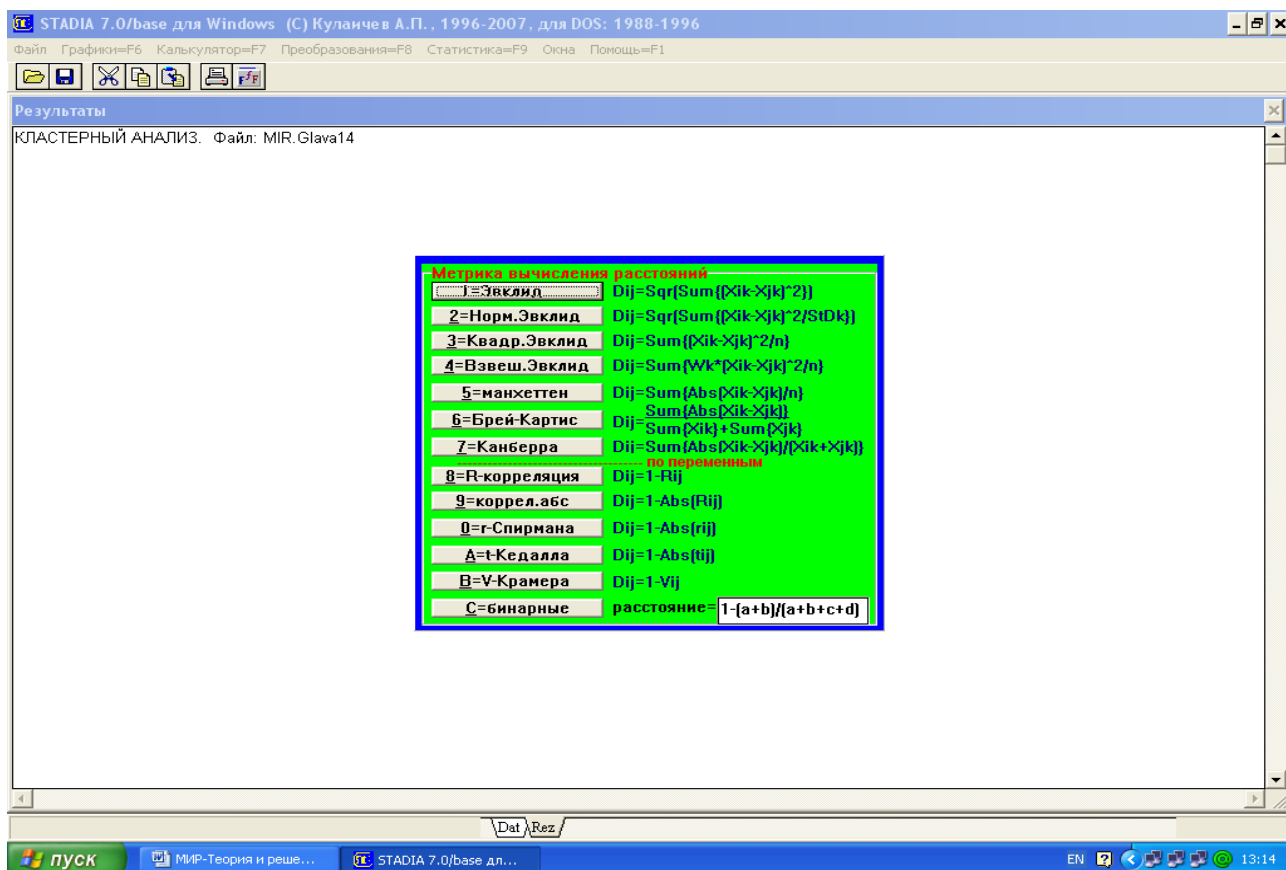 STADIA 7.0/base для Windows (C) Кулаичев А.П., 1996-2007, для DOS: 1988-1996
Файл Графики=F6 Калькулятор=F7 Преобразования=F8 Статистика=F9 Окна Помощь=F1
Результаты
КЛАСТЕРНЫЙ АНАЛИЗ. Файл: MIR.Glava14
Метрика вычисления расстояний
1=Эвклид Dij=Sqr(Sum{(Xik-Xjk)^2})
2=Норм.Эвклид Dij=Sqr(Sum{(Xik-Xjk)^2/StDk})
3=Квадр.Эвклид Dij=Sum{(Xik-Xjk)^2/n}
4=Взвеш.Эвклид Dij=Sum{Wk*(Xik-Xjk)^2/n}
5=манхеттен Dij=Sum{Abs(Xik-Xjk)/n}
6=Брей-Картис Dij=Sum{Abs(Xik-Xjk)}
Sum{Xik}+Sum{Xjk}
7=Канберра Dij=Sum{Abs(Xik-Xjk)/(Xik+Xjk)}
по переменным
8=R-корреляция Dij=1-Rij
9=коррел.абс Dij=1-Abs(Rij)
0=r-Спирмана Dij=1-Abs(rij)
A=t-Кедалла Dij=1-Abs(tij)
B=V-Крамера Dij=1-Vij
C=бинарные расстояние= 1-(a+b)/(a+b+c+d)
Dat Rez
пуск МИР-Теория и реше... STADIA 7.0/base дл... EN 13:14